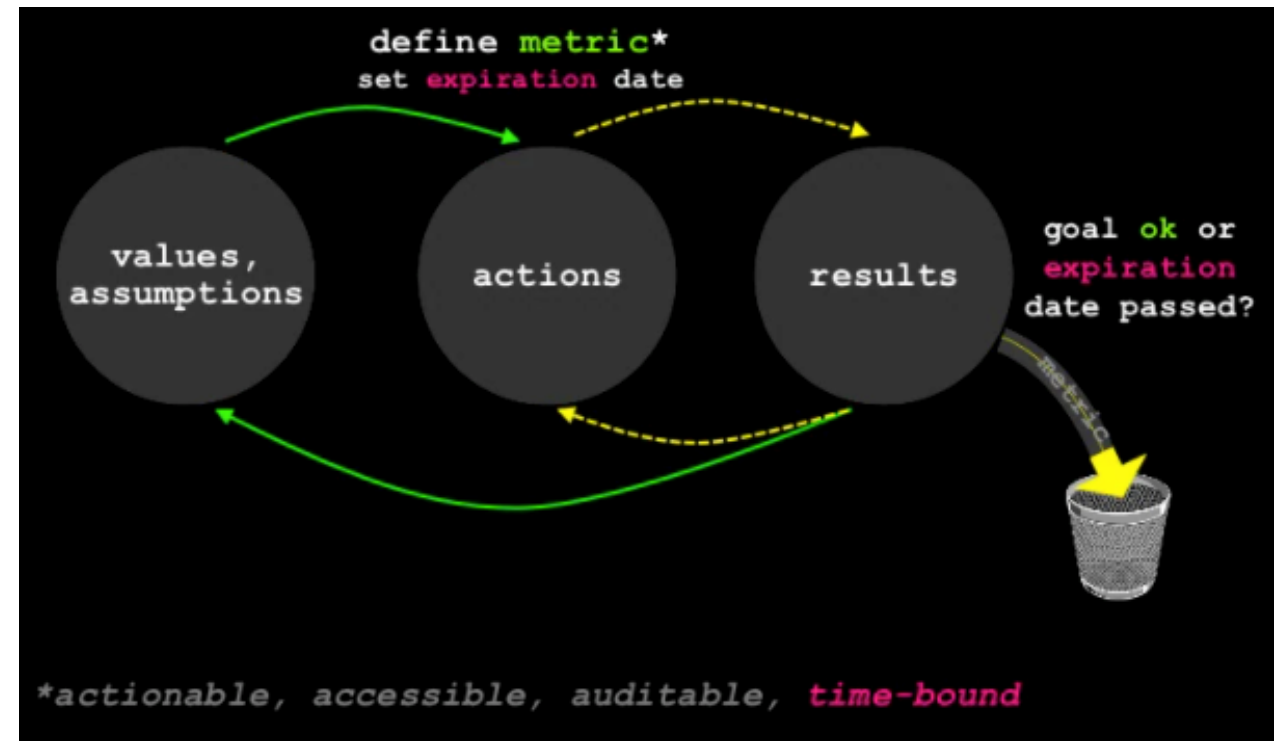 define metric*
set expiration date
values,
assumptions
actions
results
goal ok or
expiration
date passed?
metric
*actionable, accessible, auditable, time-bound